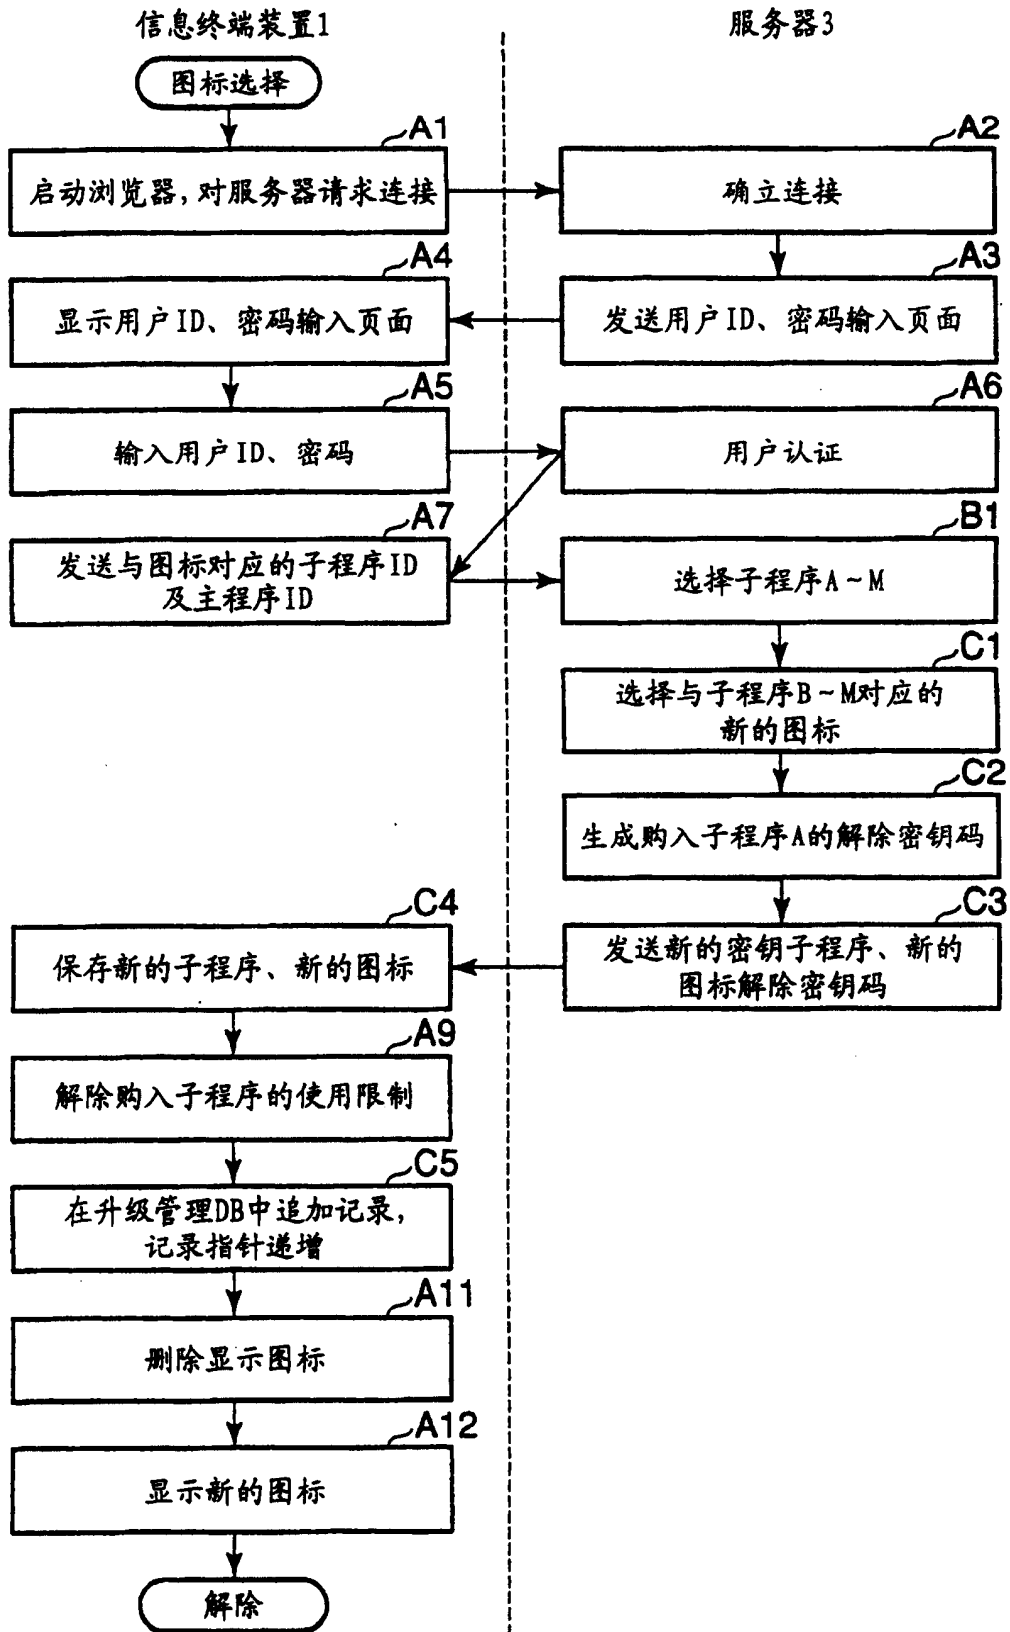 信息终端装置1
服务器3
图标选择
A1
启动浏览器,对服务器请求连接
A2
确立连接
A3
发送用户ID、密码输入页面
A4
显示用户ID、密码输入页面
A5
输入用户ID、密码
A6
用户认证
A7
发送与图标对应的子程序ID
及主程序ID
B1
选择子程序A~M
C1
选择与子程序B~M对应的
新的图标
C2
生成购入子程序A的解除密钥码
C3
发送新的密钥子程序、新的
图标解除密钥码
C4
保存新的子程序、新的图标
A9
解除购入子程序的使用限制
C5
在升级管理DB中追加记录,
记录指针递增
A11
删除显示图标
A12
显示新的图标
解除